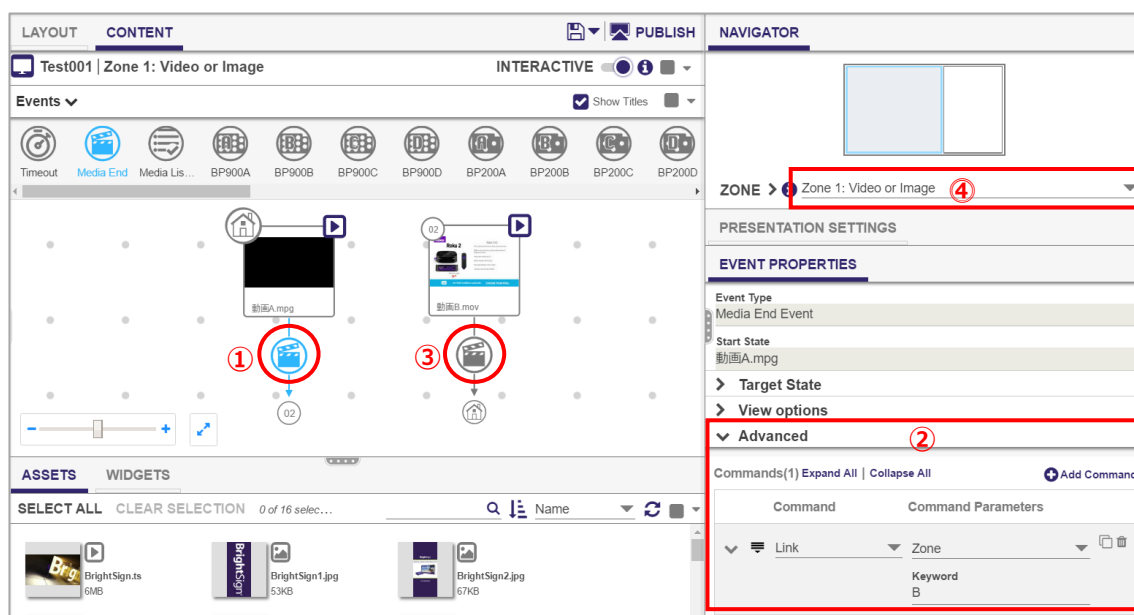 LAYOUT CONTENT PUBLISH
Test001 | Zone 1: Video or Image INTERACTIVE
Events Show Titles
Timeout Media End Media Lis... BP900A BP900B BP900C BP900D BP200A BP200B BP200C BP200D
02
Roku 2
動画A.mpg 動画B.mov
① ③
02
ASSETS WIDGETS
SELECT ALL CLEAR SELECTION 0 of 16 selec... Name
BrightSign.ts
6MB
BrightSign
BrightSign1.jpg
53KB
BrightSign2.jpg
67KB
NAVIGATOR
ZONE Zone 1: Video or Image ④
PRESENTATION SETTINGS
EVENT PROPERTIES
Event Type
Media End Event
Start State
動画A.mpg
Target State
View options
Advanced ②
Commands(1) Expand All | Collapse All Add Command
Command Command Parameters
Link Zone
Keyword
B